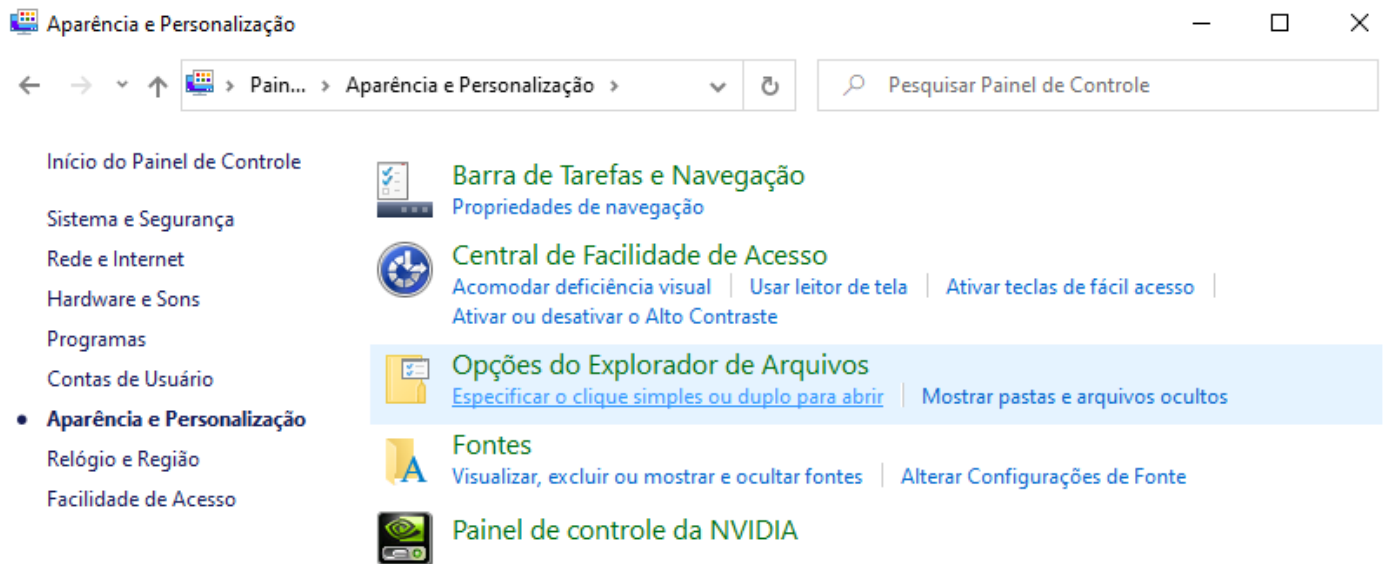 Aparência e Personalização
Pain... › Aparência e Personalização ›
Pesquisar Painel de Controle
Início do Painel de Controle
Sistema e Segurança
Rede e Internet
Hardware e Sons
Programas
Contas de Usuário
Aparência e Personalização
Relógio e Região
Facilidade de Acesso
Barra de Tarefas e Navegação
Propriedades de navegação
Central de Facilidade de Acesso
Acomodar deficiência visual | Usar leitor de tela | Ativar teclas de fácil acesso |
Ativar ou desativar o Alto Contraste
Opções do Explorador de Arquivos
Especificar o clique simples ou duplo para abrir | Mostrar pastas e arquivos ocultos
Fontes
Visualizar, excluir ou mostrar e ocultar fontes | Alterar Configurações de Fonte
Painel de controle da NVIDIA